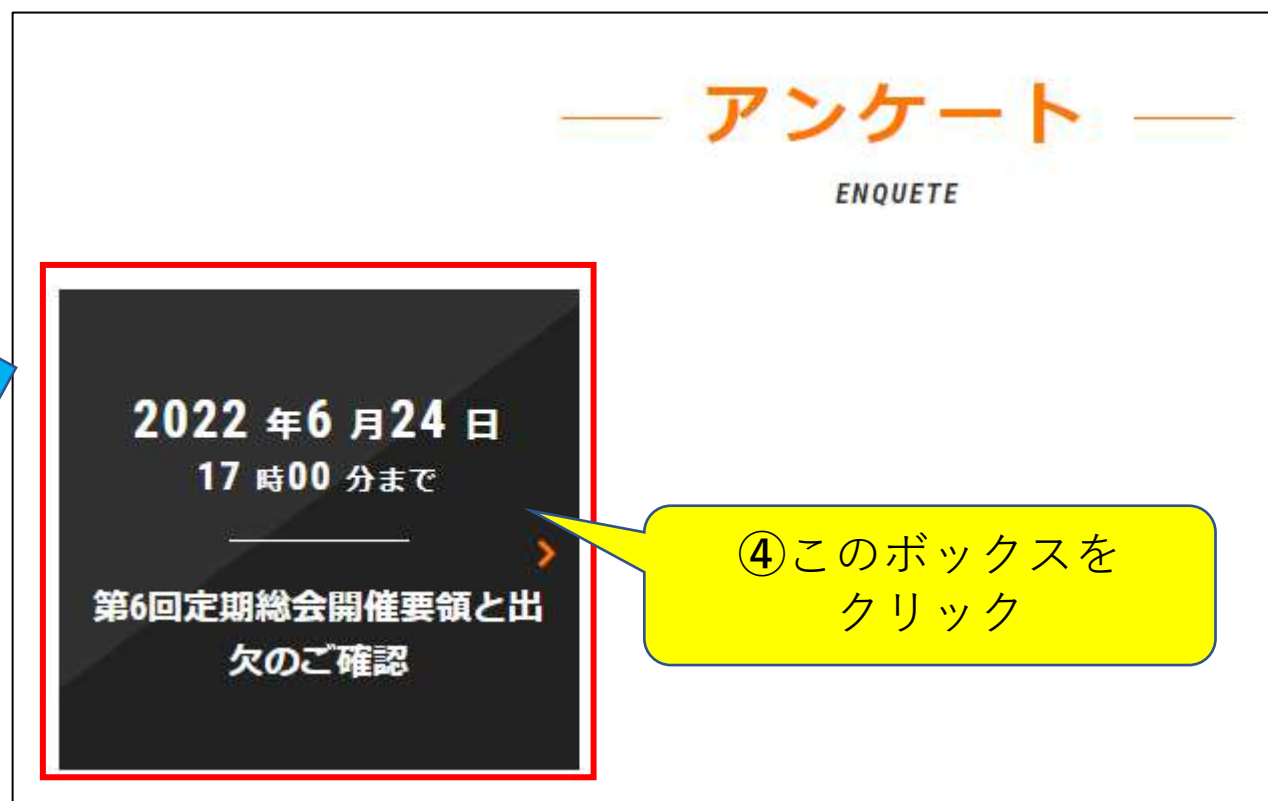 アンケート
ENQUETE
2022 年6 月24 日
17 時00 分まで
第6回定期総会開催要領と出
欠のご確認
④このボックスを
クリック